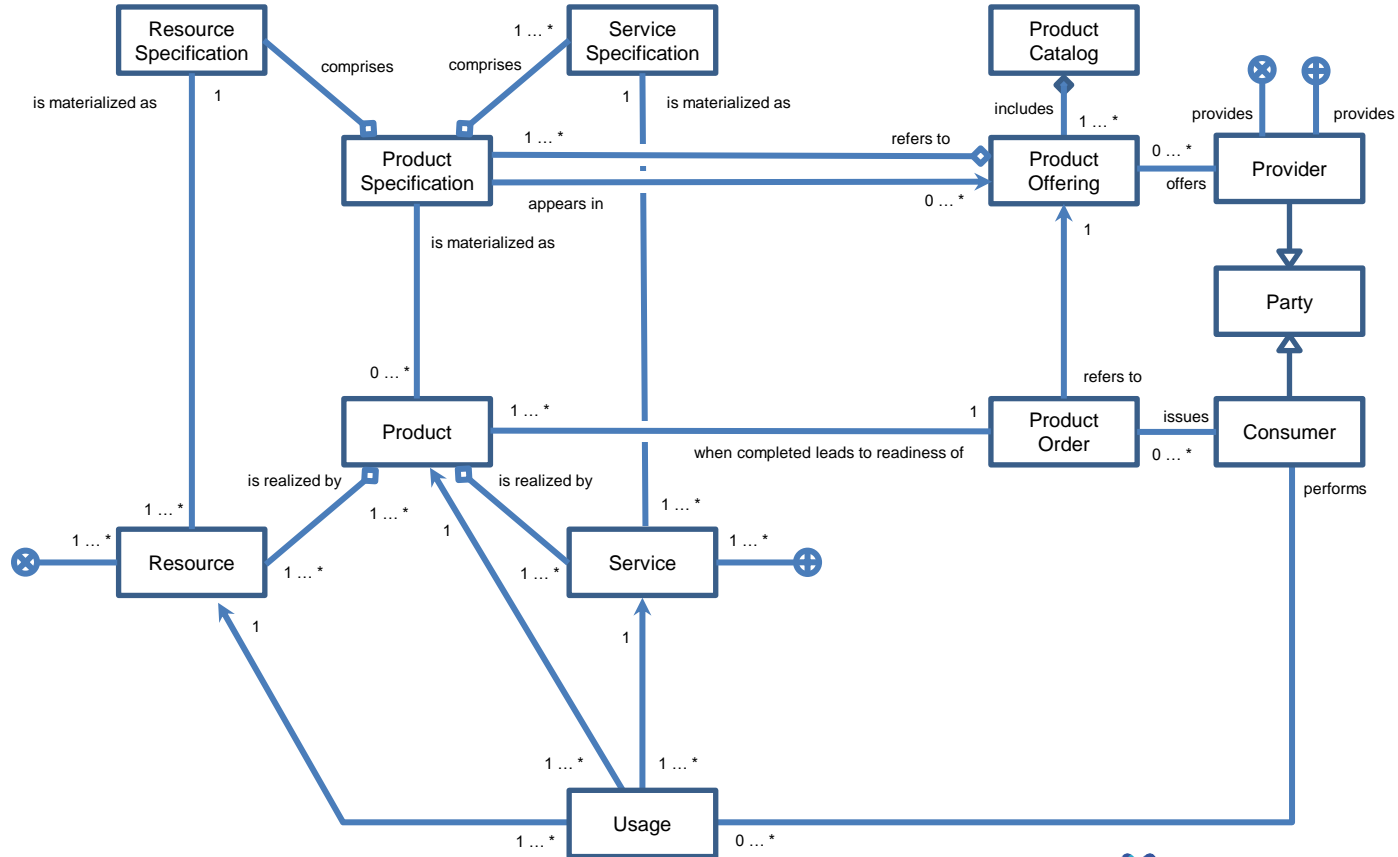 Resource
Specification
1 … *
Service
Specification
Product
Catalog
comprises
comprises
is materialized as
1
1
is materialized as
includes
1 … *
provides
provides
Product
Specification
1 … *
refers to
Product
Offering
0 … *
offers
Provider
appears in
0 … *
is materialized as
1
Party
0 … *
refers to
Product
1 … *
when completed leads to readiness of
1
Product
Order
issues
0 … *
Consumer
performs
is realized by
is realized by
1 … *
1 … *
1
1 … *
1 … *
Resource
1 … *
1 … *
Service
1 … *
1
1
1 … *
1 … *
Usage
1 … *
0 … *